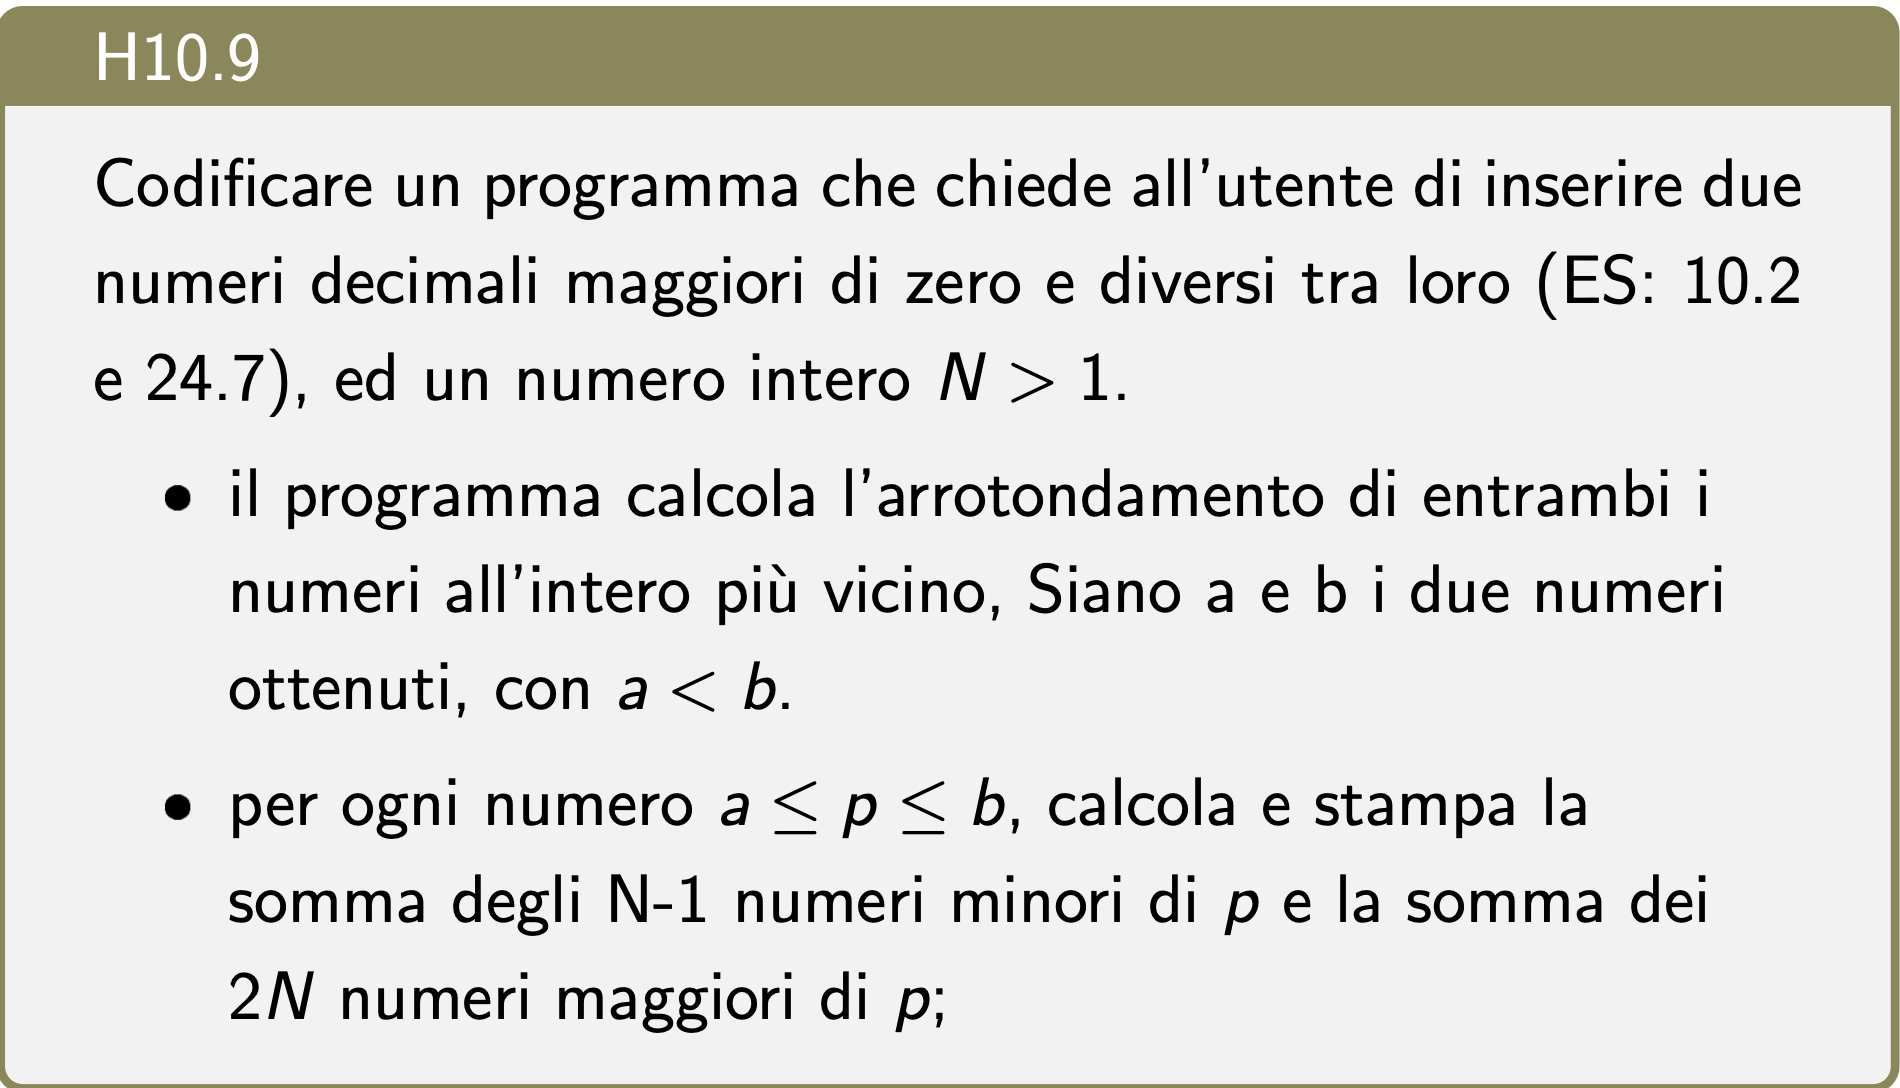 H10.9
Codificare un programma che chiede all'utente di inserire due
numeri decimali maggiori di zero e diversi tra loro (ES: 10.2
e 24.7), ed un numero intero N > 1.
• il programma calcola l'arrotondamento di entrambi i
numeri all'intero più vicino, Siano a e b i due numeri
ottenuti, con a < b.
• per ogni numero a ≤ p ≤ b, calcola e stampa la
somma degli N-1 numeri minori di p e la somma dei
2N numeri maggiori di p;